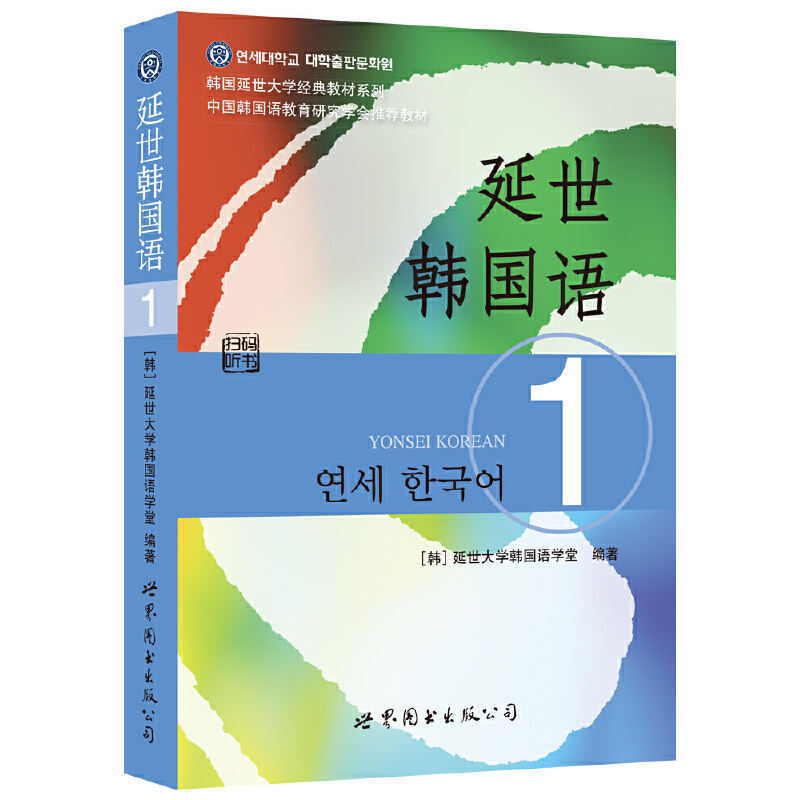 延世韩国语
1
[韩] 延世大学韩国语学堂 编著
世界图书出版公司
연세대학교 대학출판문화원
韩国延世大学经典教材系列
中国韩国语教育研究学会推荐教材
延世
韩国语
扫码
听书
1
YONSEI KOREAN
연세 한국어
[韩] 延世大学韩国语学堂 编著
世界图书出版公司